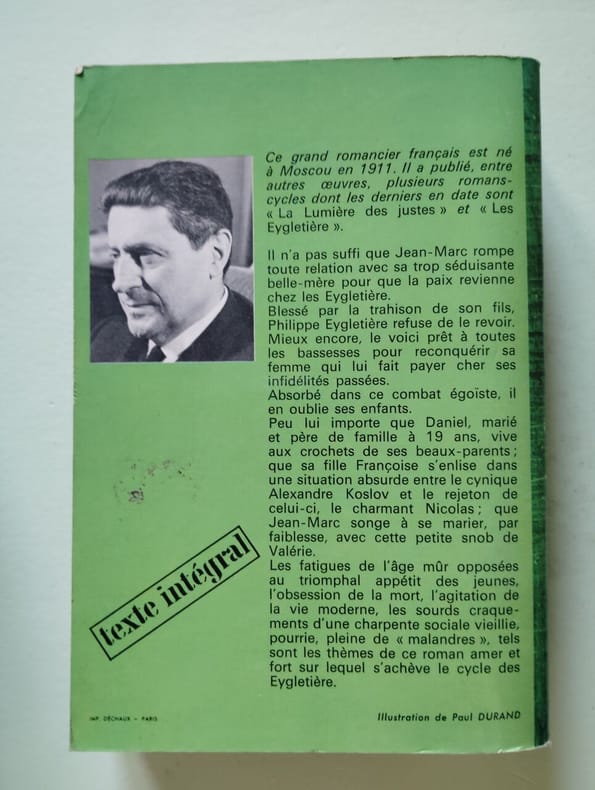 Ce grand romancier français est né
à Moscou en 1911. Il a publié, entre
autres œuvres, plusieurs romans-
cycles dont les derniers en date sont
« La Lumière des justes » et « Les
Eygletière ».
Il n'a pas suffi que Jean-Marc rompe
toute relation avec sa trop séduisante
belle-mère pour que la paix revienne
chez les Eygletière.
Blessé par la trahison de son fils,
Philippe Eygletière refuse de le revoir.
Mieux encore, le voici prêt à toutes
les bassesses pour reconquérir sa
femme qui lui fait payer cher ses
infidélités passées.
Absorbé dans ce combat égoïste, il
en oublie ses enfants.
Peu lui importe que Daniel, marié
et père de famille à 19 ans, vive
aux crochets de ses beaux-parents ;
que sa fille Françoise s'enlise dans
une situation absurde entre le cynique
Alexandre Koslov et le rejeton de
celui-ci, le charmant Nicolas ; que
Jean-Marc songe à se marier, par
faiblesse, avec cette petite snob de
Valérie.
Les fatigues de l'âge mûr opposées
au triomphal appétit des jeunes,
l'obsession de la mort, l'agitation de
la vie moderne, les sourds craque-
ments d'une charpente sociale vieillie,
pourrie, pleine de « malandres », tels
sont les thèmes de ce roman amer et
fort sur lequel s'achève le cycle des
Eygletière.
texte intégral
IMP. DÉCHAUX - PARIS
Illustration de Paul DURAND